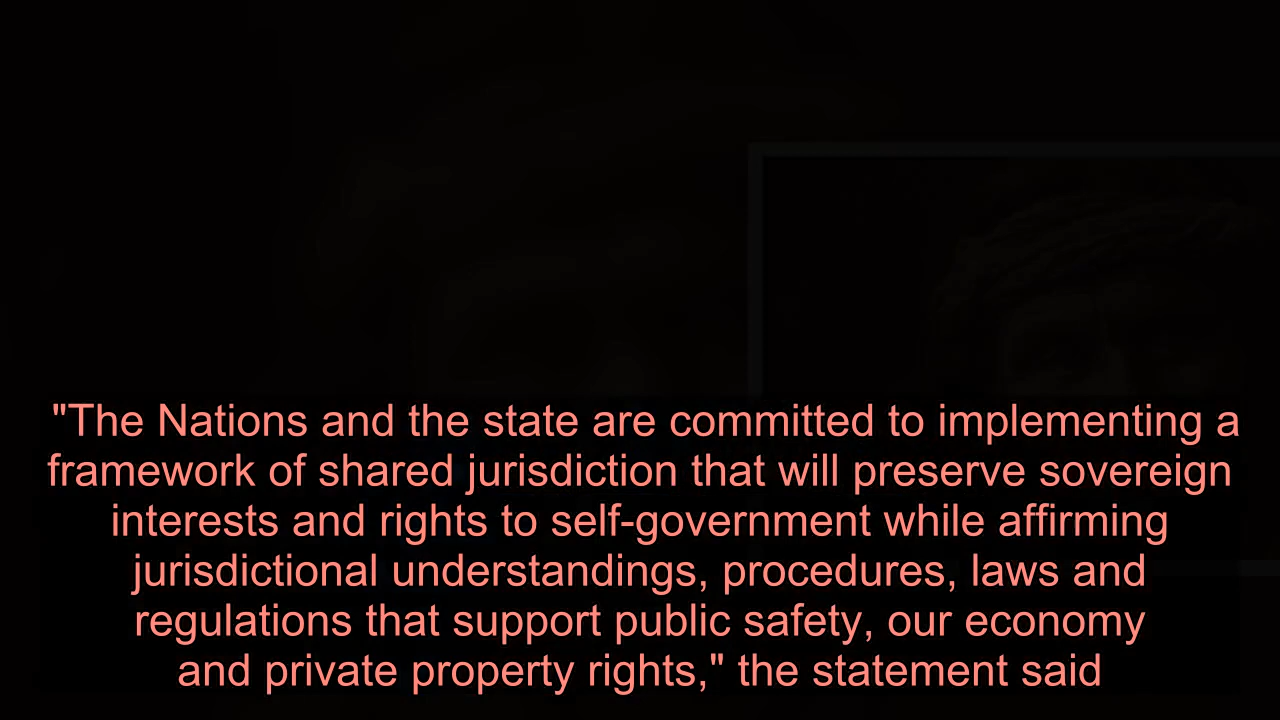 "The Nations and the state are committed to implementing a
framework of shared jurisdiction that will preserve sovereign
interests and rights to self-government while affirming
jurisdictional understandings, procedures, laws and
regulations that support public safety, our economy
and private property rights," the statement said